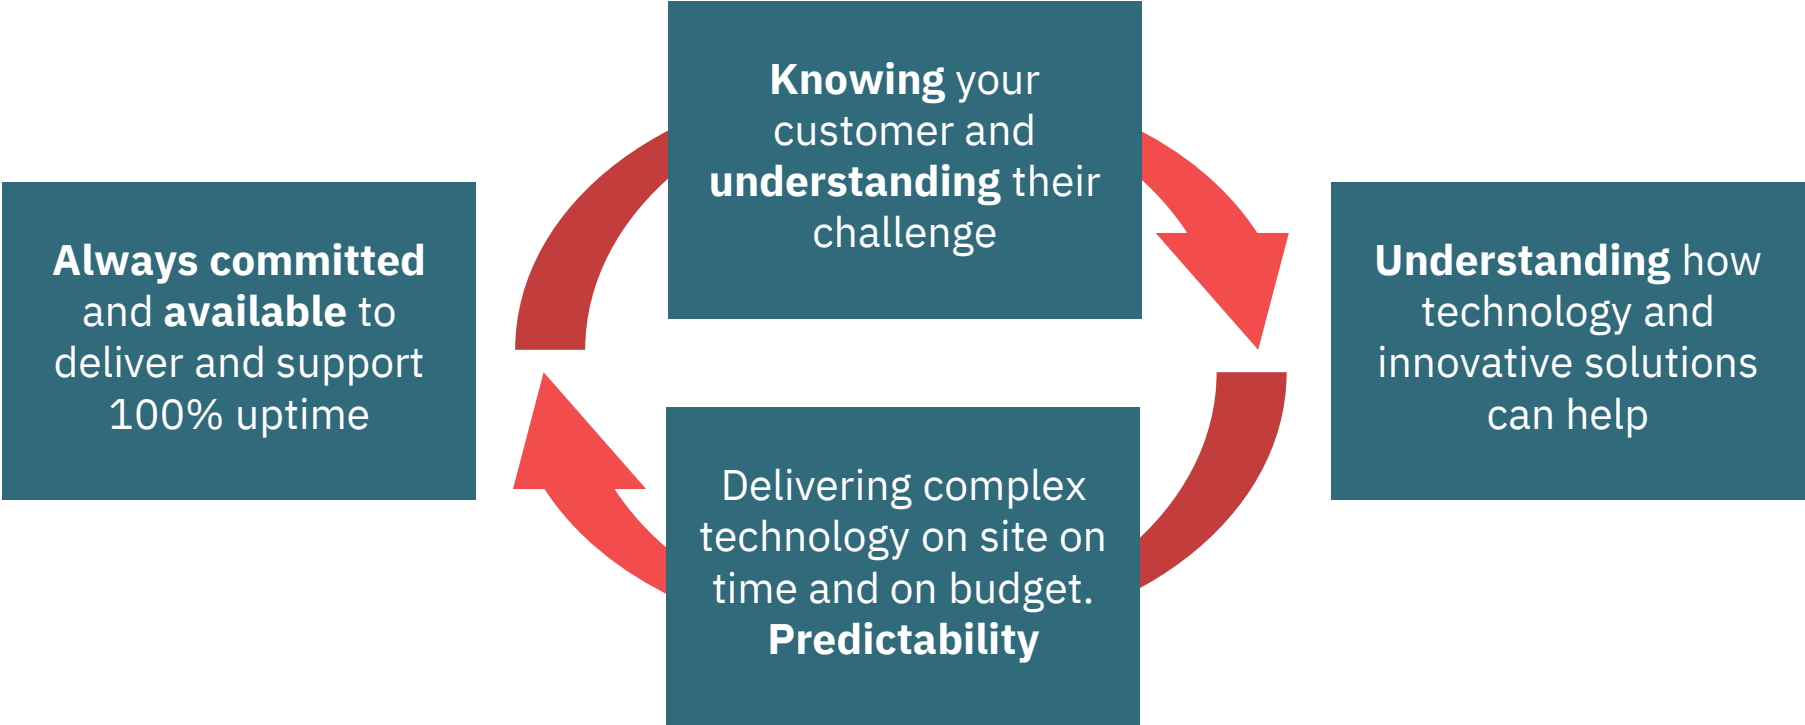 Knowing your
customer and
understanding their
challenge
Always committed
and available to
deliver and support
100% uptime
Understanding how
technology and
innovative solutions
can help
Delivering complex
technology on site on
time and on budget.
Predictability